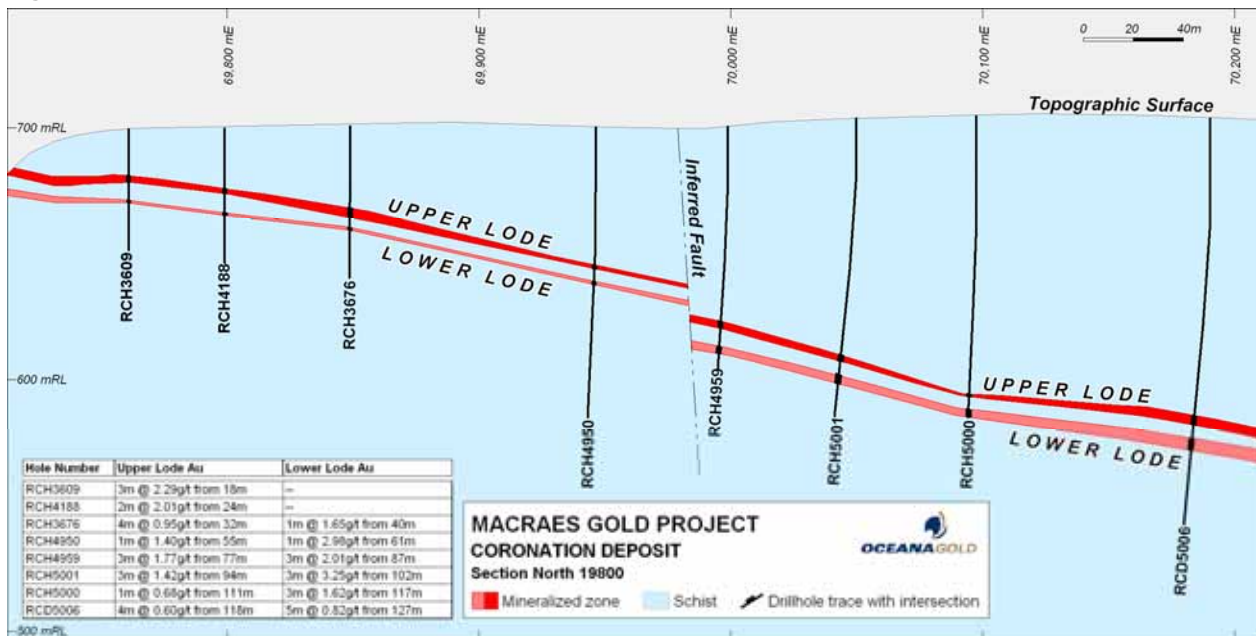 69,800 mE
69,900 mE
70,000 mE
70,100 mE
70,200 mE
0 20 40m
Topographic Surface
700 mRL
Inferred Fault
UPPER LODE
LOWER LODE
RCH3609
RCH4188
RCH3676
RCH4950
RCH4959
RCH5001
RCH5000
RCD5006
600 mRL
UPPER LODE
LOWER LODE
Hole Number Upper Lode Au Lower Lode Au
RCH3609 3m @ 2.29g/t from 18m --
RCH4188 2m @ 2.01g/t from 24m --
RCH3676 4m @ 0.95g/t from 32m 1m @ 1.65g/t from 40m
RCH4950 1m @ 1.40g/t from 55m 1m @ 2.98g/t from 61m
RCH4959 3m @ 1.77g/t from 77m 3m @ 2.01g/t from 87m
RCH5001 3m @ 1.42g/t from 94m 3m @ 3.25g/t from 102m
RCH5000 1m @ 0.68g/t from 111m 3m @ 1.62g/t from 117m
RCD5006 4m @ 0.60g/t from 118m 5m @ 0.82g/t from 127m
MACRAES GOLD PROJECT
CORONATION DEPOSIT
Section North 19800
OCEANAGOLD
Mineralized zone Schist Drillhole trace with intersection
500 mRL